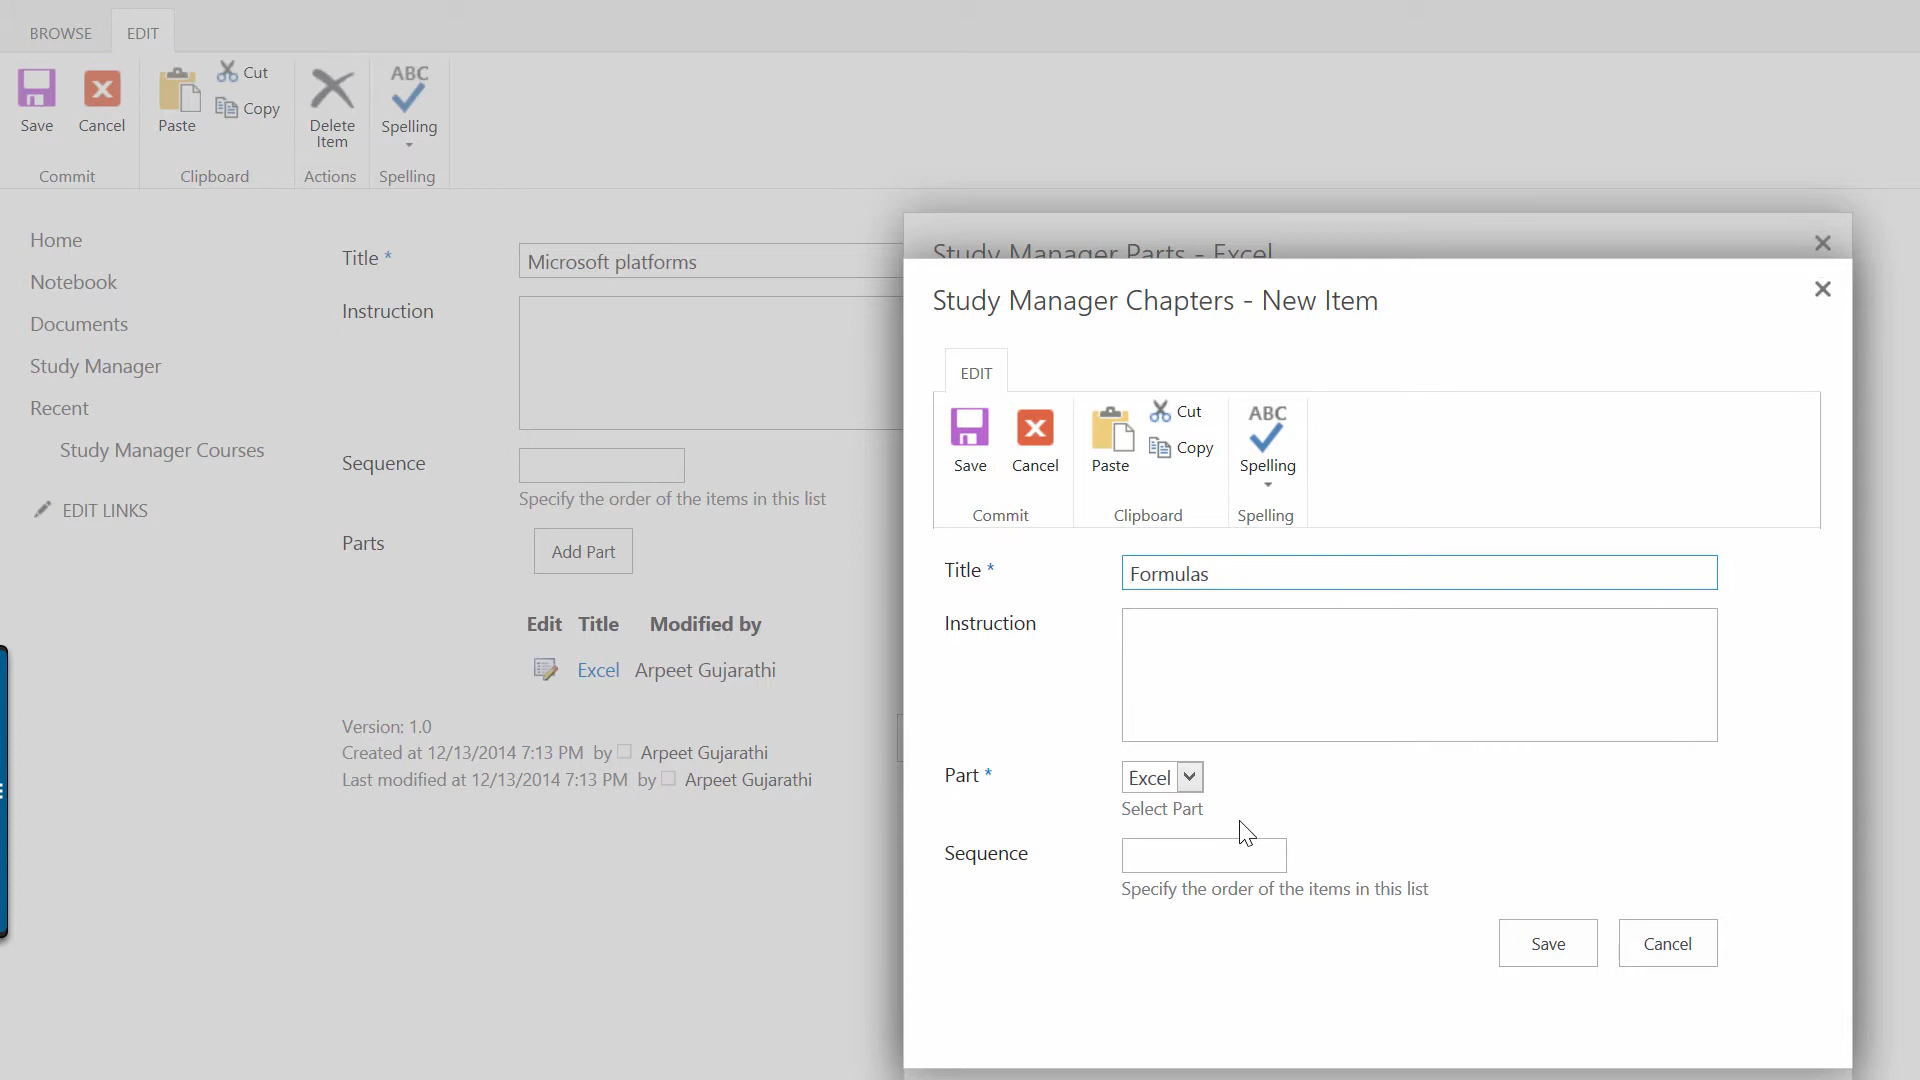 BROWSE
EDIT
Save
Cancel
Paste
Cut
Copy
Delete Item
ABC
Spelling
Commit
Clipboard
Actions
Spelling
Home
Notebook
Documents
Study Manager
Recent
Study Manager Courses
EDIT LINKS
Title *
Microsoft platforms
Instruction
Sequence
Specify the order of the items in this list
Parts
Add Part
Edit Title Modified by
Excel Arpeet Gujarathi
Version: 1.0
Created at 12/13/2014 7:13 PM by Arpeet Gujarathi
Last modified at 12/13/2014 7:13 PM by Arpeet Gujarathi
Study Manager Parts - Excel
Study Manager Chapters - New Item
EDIT
Save
Cancel
Paste
Cut
Copy
ABC
Spelling
Commit
Clipboard
Spelling
Title *
Formulas
Instruction
Part *
Excel
Select Part
Sequence
Specify the order of the items in this list
Save
Cancel